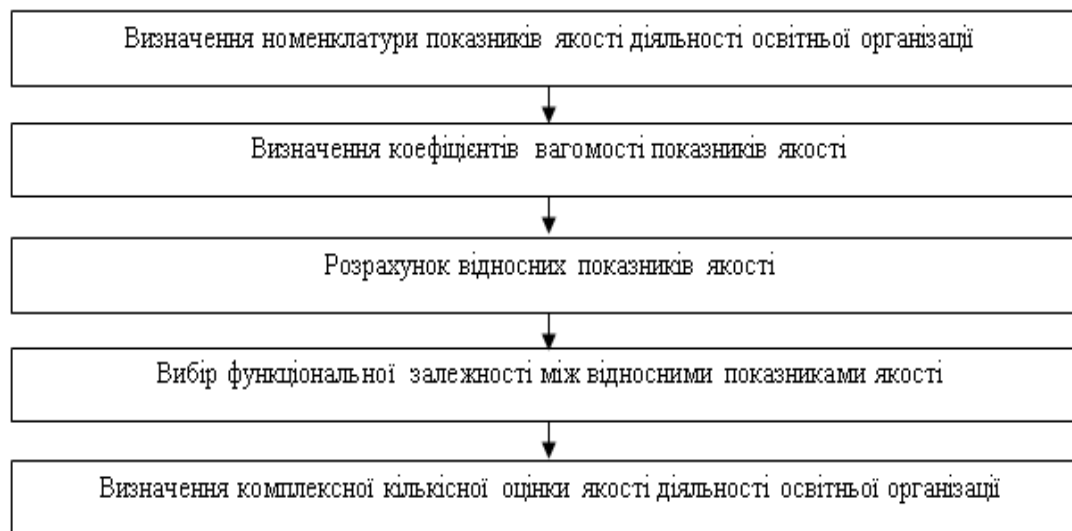 Визначення номенклатури показників якості діяльності освітньої організації
Визначення коефіцієнтів вагомості показників якості
Розрахунок відносних показників якості
Вибір функціональної залежності між відносними показниками якості
Визначення комплексної кількісної оцінки якості діяльності освітньої організації